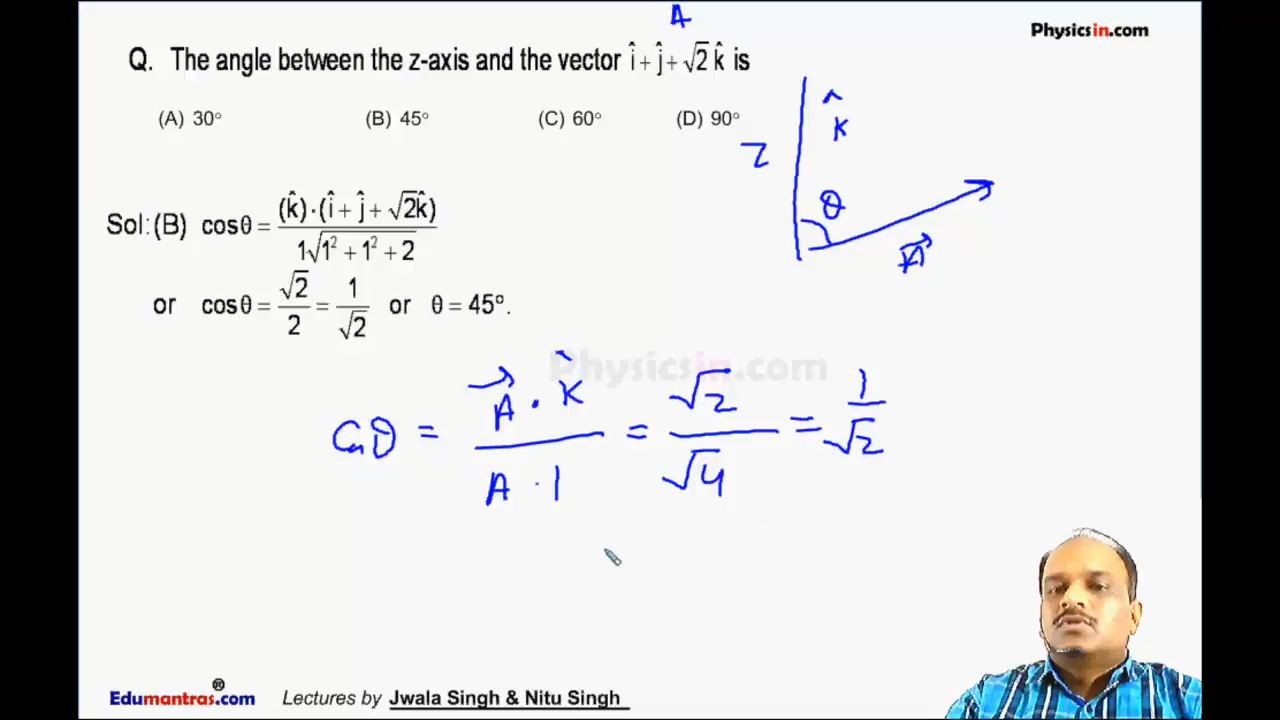 A
Physicsin.com
Q. The angle between the z-axis and the vector î + ĵ + √2 k̂ is
(A) 30° (B) 45° (C) 60° (D) 90°
k̂
Z
θ
Sol: (B) cosθ = (k̂)·(î + ĵ + √2k̂) / 1√1² + 1² + 2
or cosθ = √2/2 = 1/√2 or θ = 45°.
Physicsin.com
Cosθ = A⃗ · k̂ / A · 1 = √2 / √4 = 1/√2
Edumantras.com® Lectures by Jwala Singh & Nitu Singh